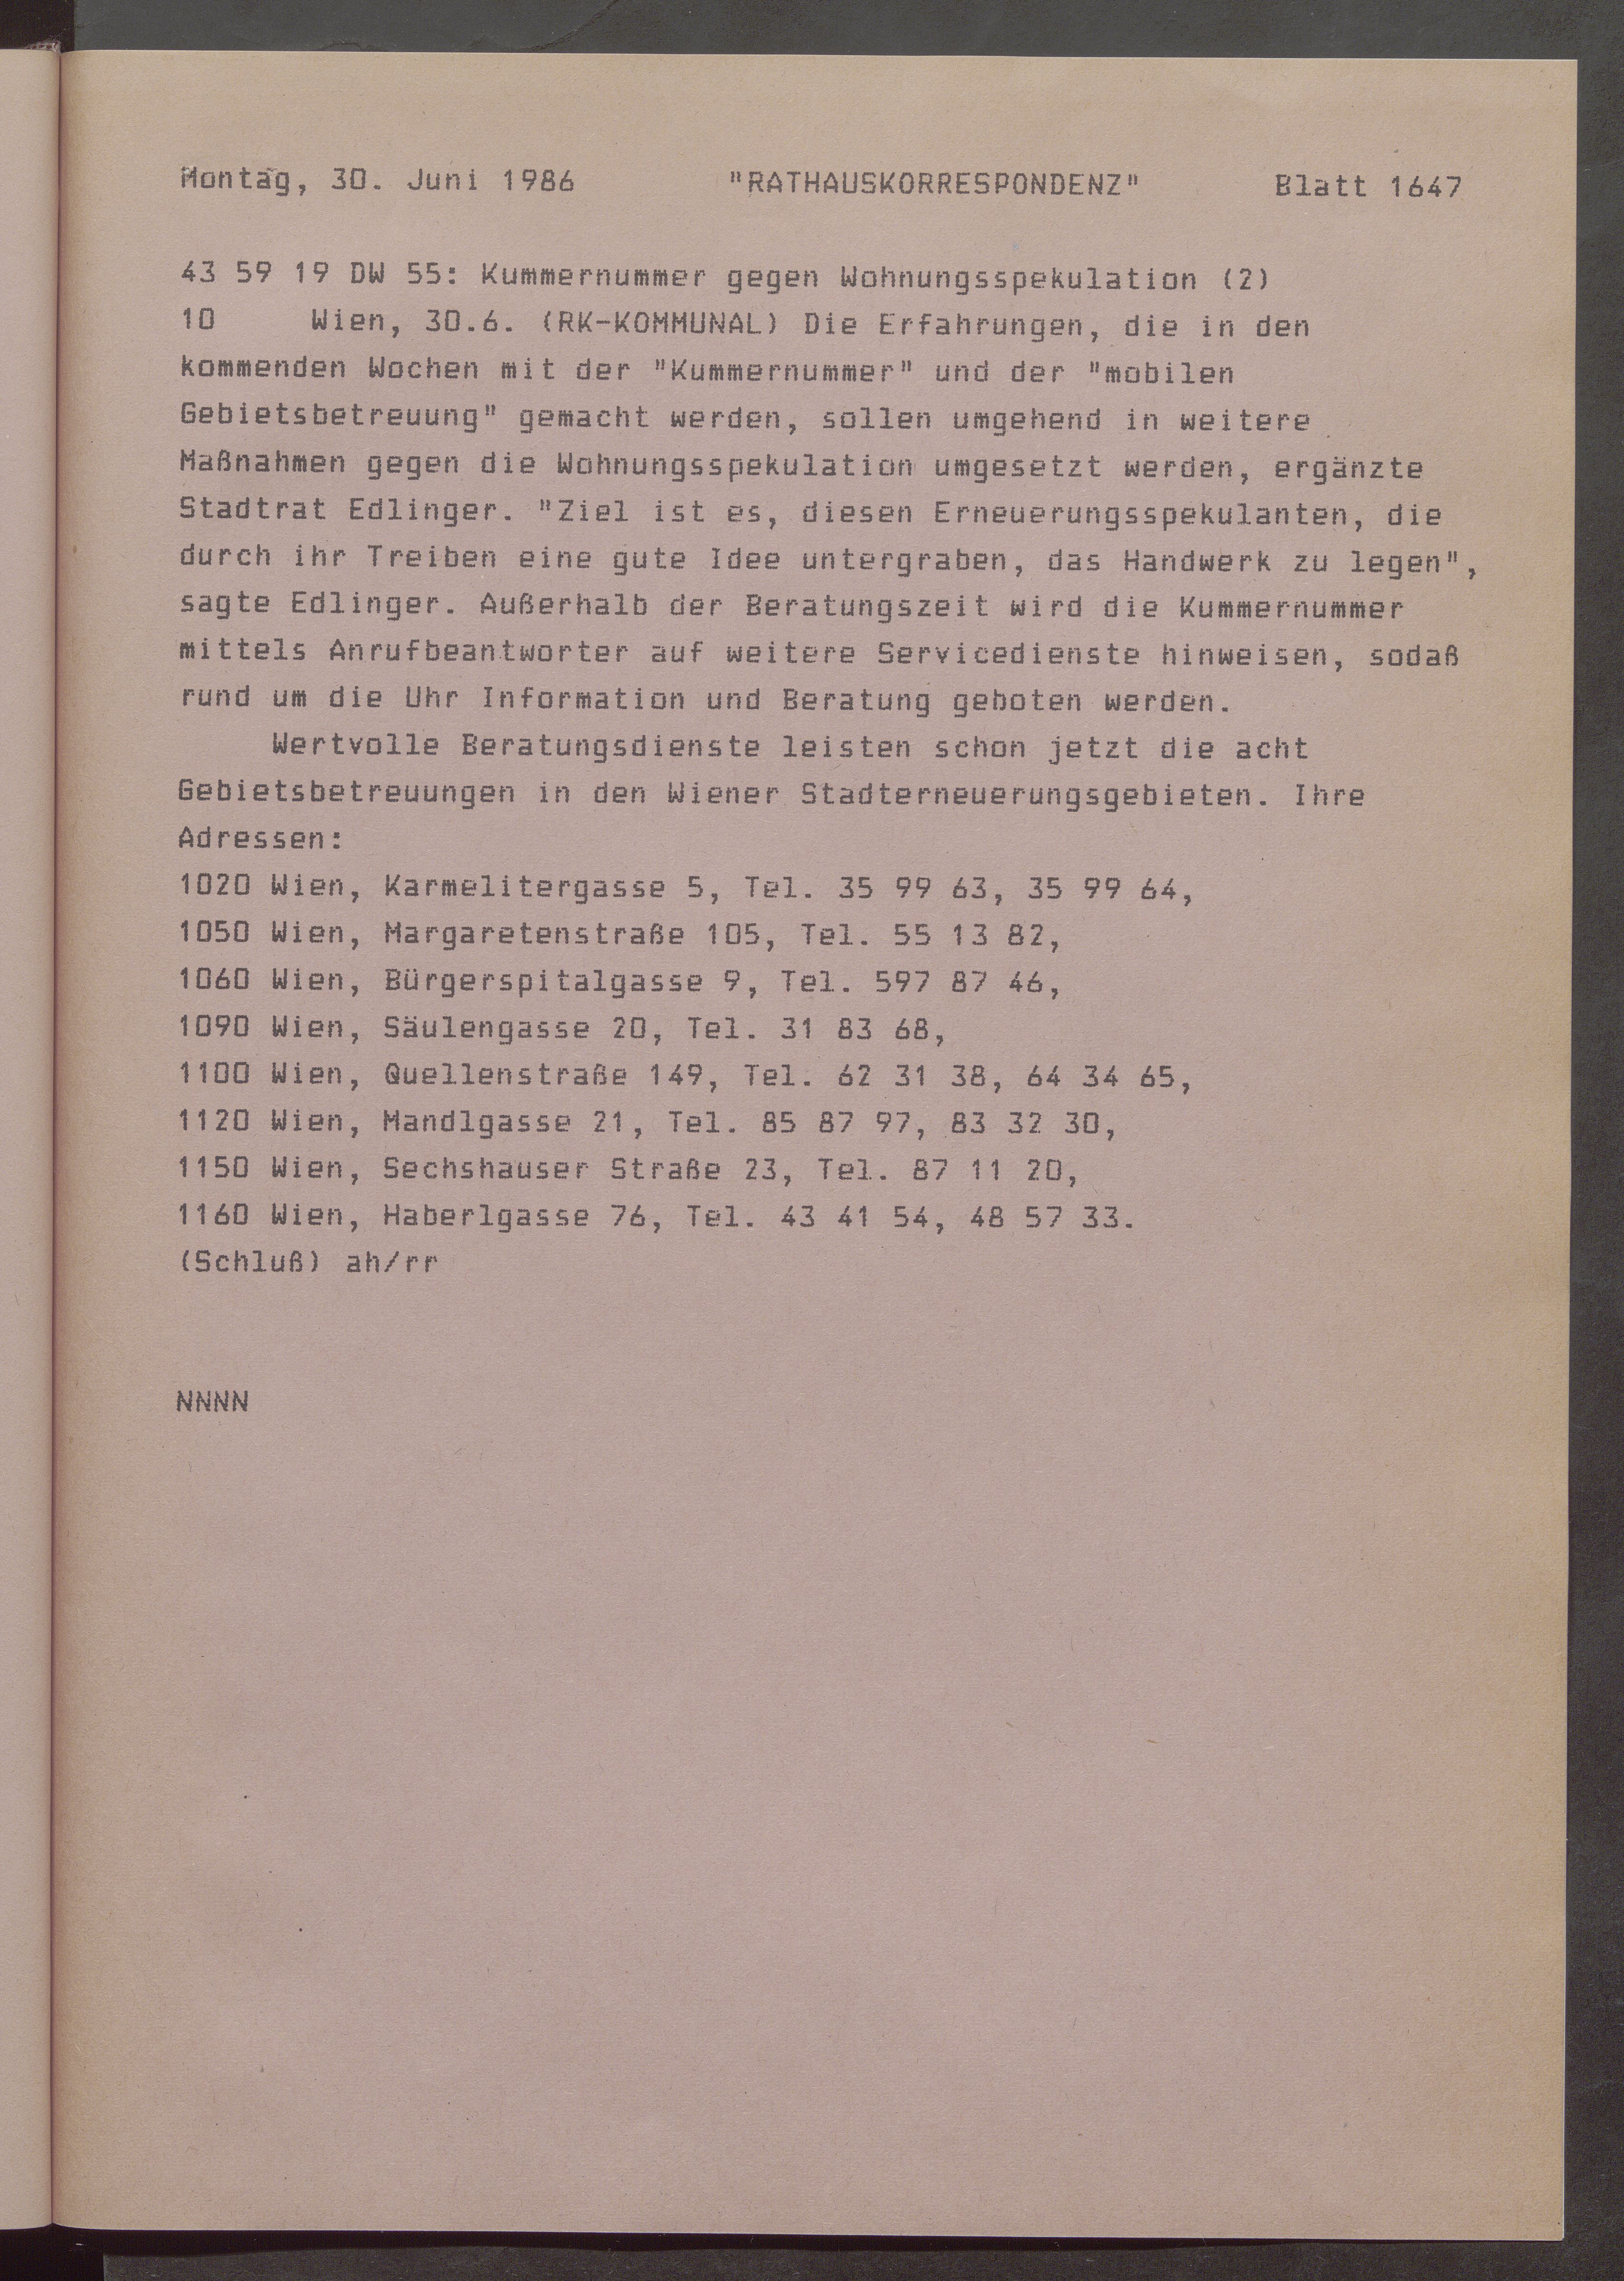 Montag, 30. Juni 1986 "RATHAUSKORRESPONDENZ" Blatt 1647
43 59 19 DW 55: Kummernummer gegen Wohnungsspekulation (2)
10 Wien, 30.6. (RK-KOMMUNAL) Die Erfahrungen, die in den
kommenden Wochen mit der "Kummernummer" und der "mobilen
Gebietsbetreuung" gemacht werden, sollen umgehend in weitere
Maßnahmen gegen die Wohnungsspekulation umgesetzt werden, ergänzte
Stadtrat Edlinger. "Ziel ist es, diesen Erneuerungsspekulanten, die
durch ihr Treiben eine gute Idee untergraben, das Handwerk zu legen",
sagte Edlinger. Außerhalb der Beratungszeit wird die Kummernummer
mittels Anrufbeantworter auf weitere Servicedienste hinweisen, sodaß
rund um die Uhr Information und Beratung geboten werden.
Wertvolle Beratungsdienste leisten schon jetzt die acht
Gebietsbetreuungen in den Wiener Stadterneuerungsgebieten. Ihre
Adressen:
1020 Wien, Karmelitergasse 5, Tel. 35 99 63, 35 99 64,
1050 Wien, Margaretenstraße 105, Tel. 55 13 82,
1060 Wien, Bürgerspitalgasse 9, Tel. 597 87 46,
1090 Wien, Säulengasse 20, Tel. 31 83 68,
1100 Wien, Quellenstraße 149, Tel. 62 31 38, 64 34 65,
1120 Wien, Mandlgasse 21, Tel. 85 87 97, 83 32 30,
1150 Wien, Sechshauser Straße 23, Tel. 87 11 20,
1160 Wien, Haberlgasse 76, Tel. 43 41 54, 48 57 33.
(Schluß) ah/rr
NNNN